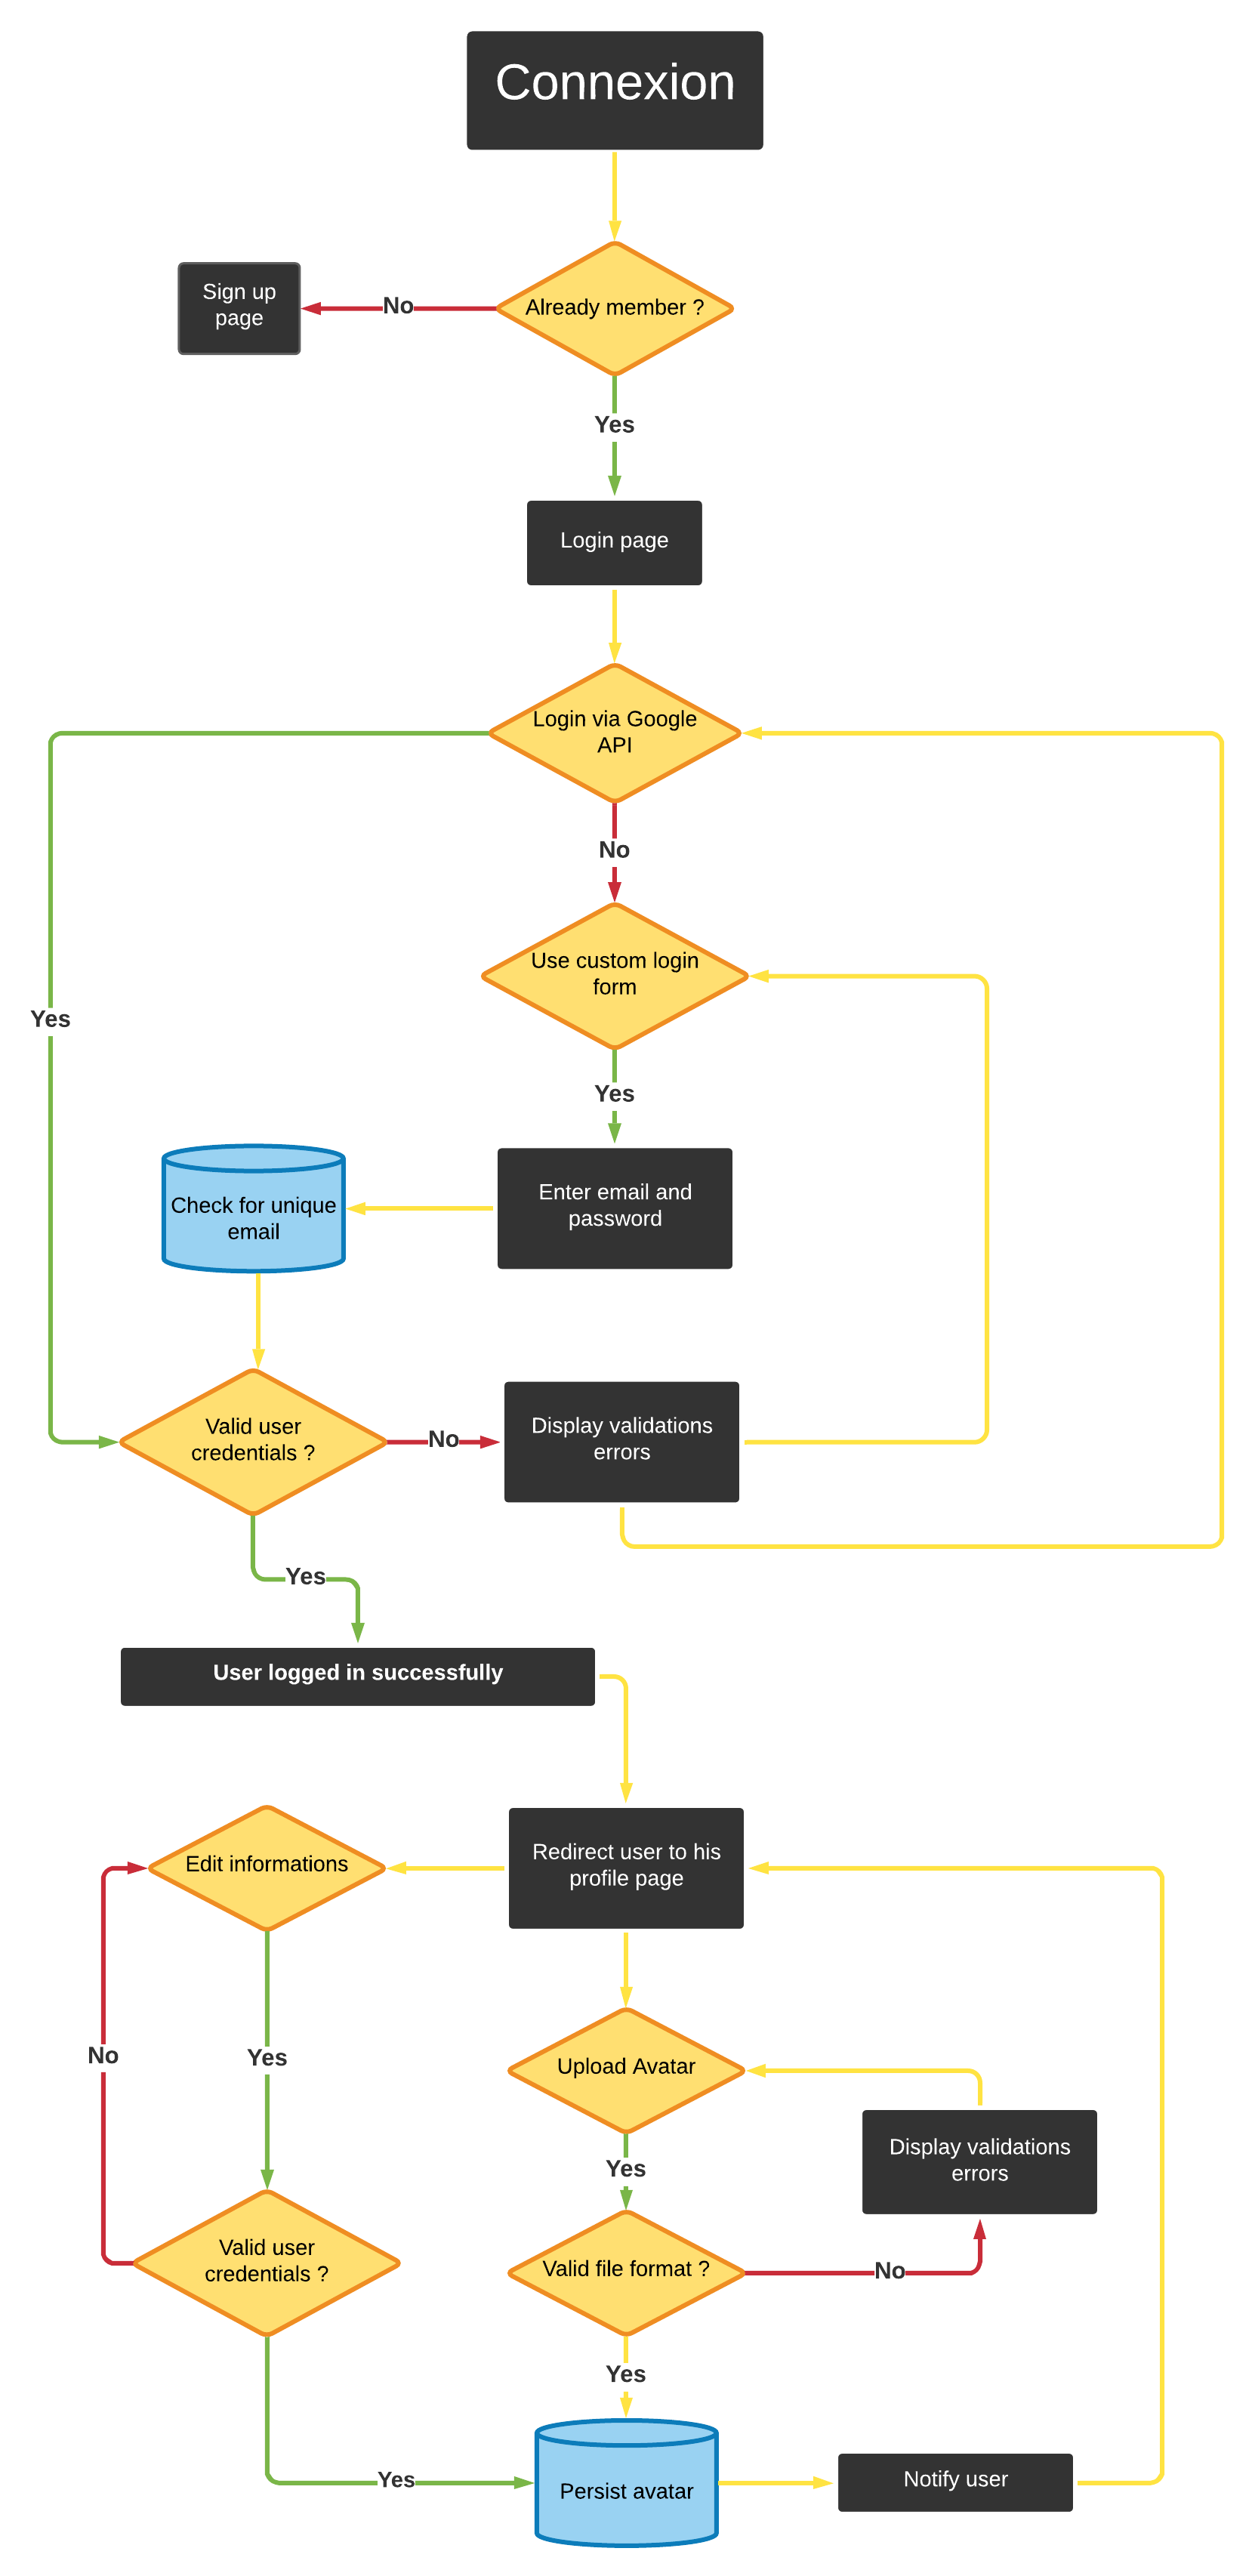 Connexion
Already member ?
No
Sign up
page
Yes
Login page
Login via Google
API
No
Use custom login
form
Yes
Yes
Enter email and
password
Check for unique
email
Valid user
credentials ?
No
Display validations
errors
Yes
User logged in successfully
Redirect user to his
profile page
Edit informations
No
Yes
Upload Avatar
Display validations
errors
Yes
Valid user
credentials ?
Valid file format ?
No
Yes
Yes
Persist avatar
Notify user